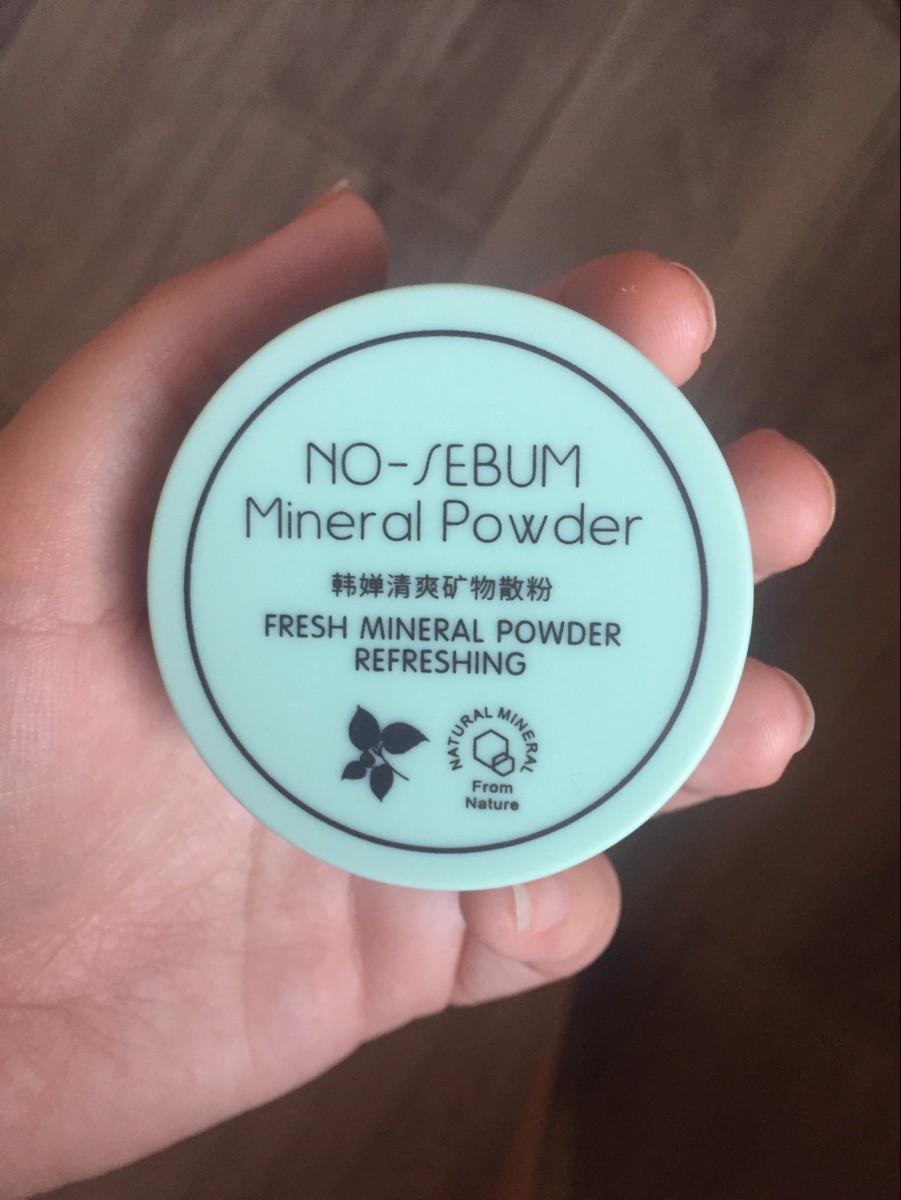 NO-SEBUM
Mineral Powder
韩婵清爽矿物散粉
FRESH MINERAL POWDER
REFRESHING
NATURAL MINERAL
From
Nature